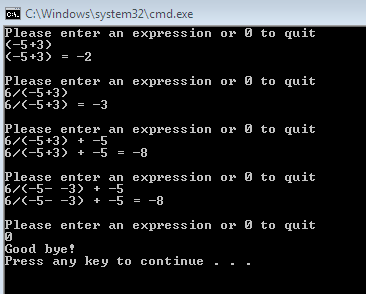 C:\Windows\system32\cmd.exe
Please enter an expression or 0 to quit
(-5+3)
(-5+3) = -2
Please enter an expression or 0 to quit
6/(-5+3)
6/(-5+3) = -3
Please enter an expression or 0 to quit
6/(-5+3) + -5
6/(-5+3) + -5 = -8
Please enter an expression or 0 to quit
6/(-5- -3) + -5
6/(-5- -3) + -5 = -8
Please enter an expression or 0 to quit
0
Good bye!
Press any key to continue . . .